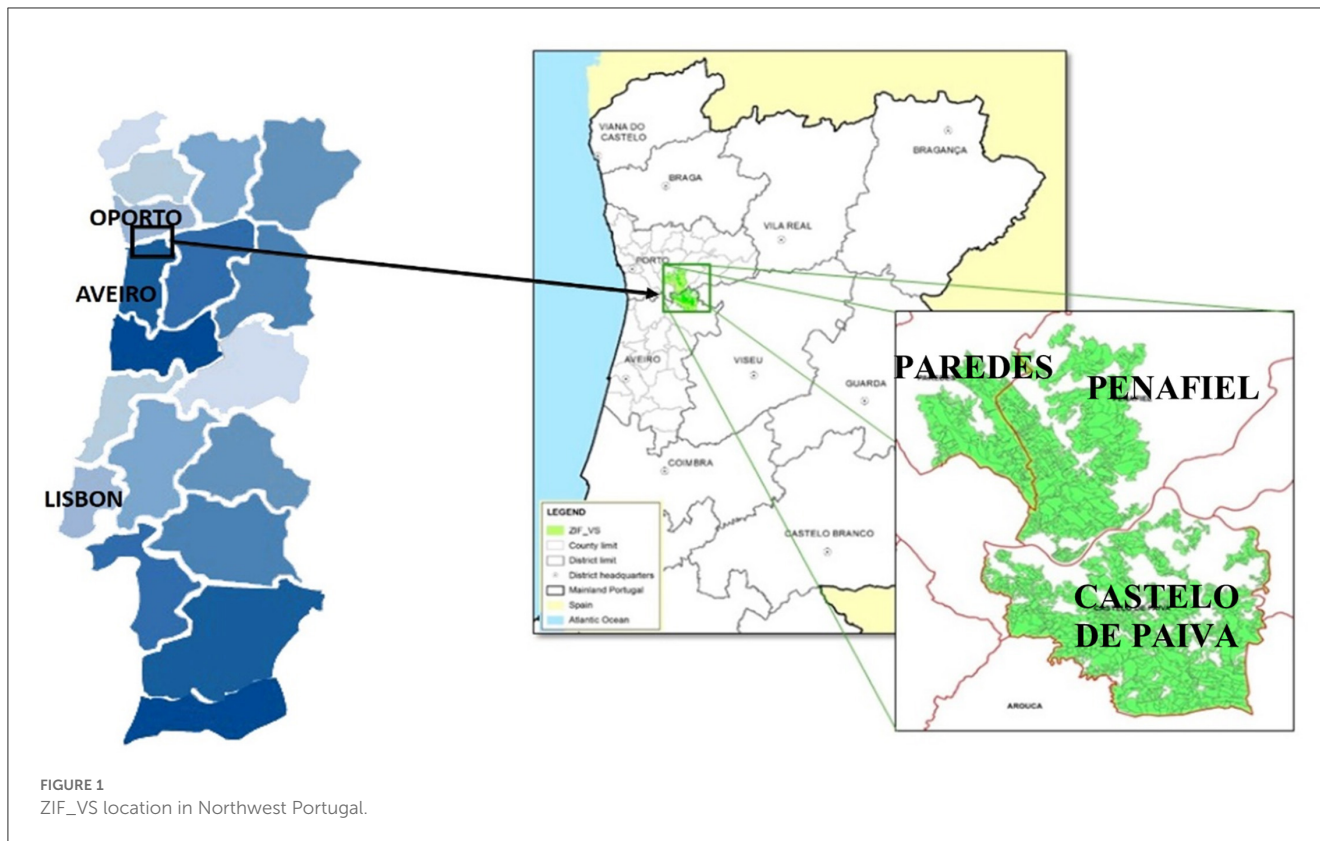 OPORTO
AVEIRO
LISBON
VIANA DO
CASTELO
BRAGANÇA
BRAGA
VILA REAL
PORTO
AVEIRO
VISEU
GUARDA
COIMBRA
CASTELO BRANCO
LEGEND
ZIF_VS
County limit
District limit
District headquarters
Mainland Portugal
Spain
Atlantic Ocean
PAREDES
PENAFIEL
CASTELO
DE PAIVA
AROUCA
FIGURE 1
ZIF_VS location in Northwest Portugal.